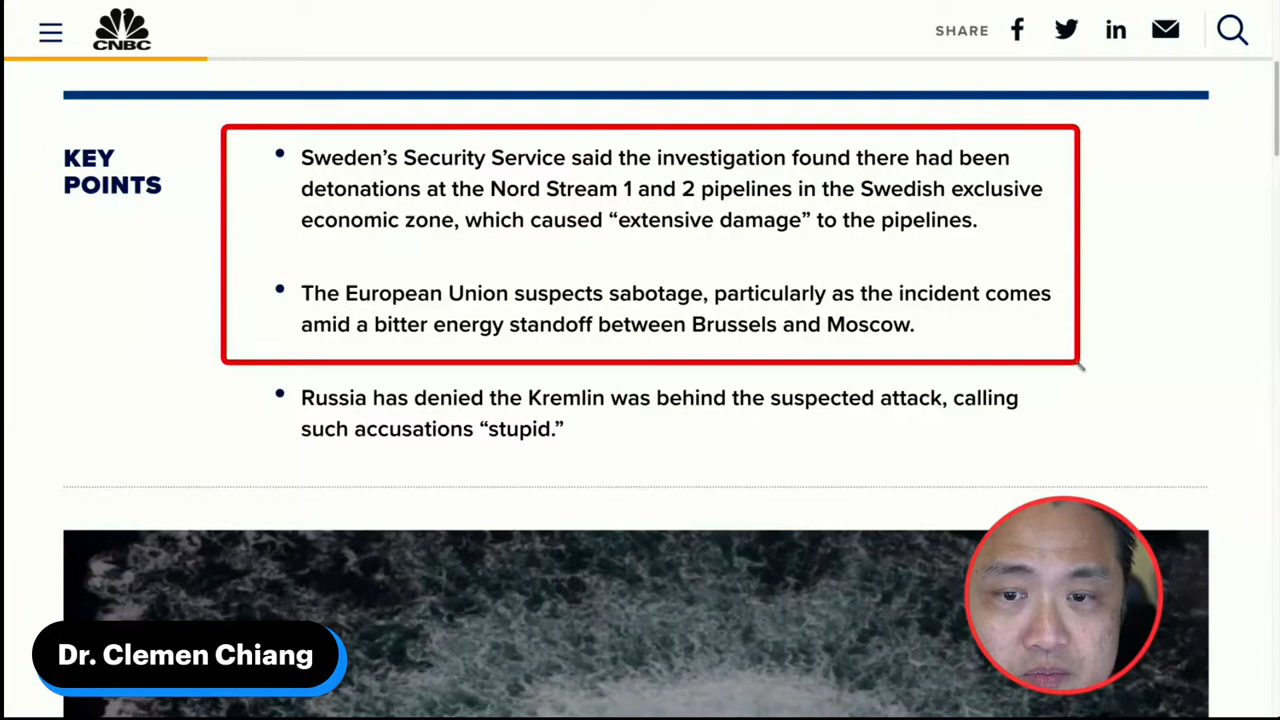 CNBC
SHARE
KEY
POINTS
Sweden’s Security Service said the investigation found there had been
detonations at the Nord Stream 1 and 2 pipelines in the Swedish exclusive
economic zone, which caused “extensive damage” to the pipelines.
The European Union suspects sabotage, particularly as the incident comes
amid a bitter energy standoff between Brussels and Moscow.
Russia has denied the Kremlin was behind the suspected attack, calling
such accusations “stupid.”
Dr. Clemen Chiang